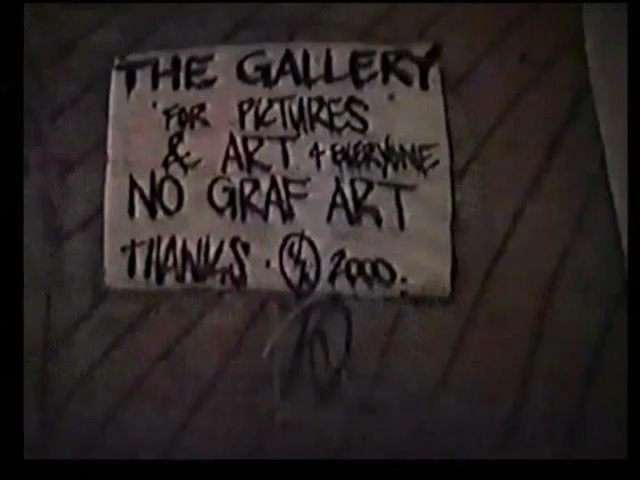 THE GALLERY
FOR PICTURES
& ART + EVERYONE
NO GRAF ART
THANKS. 2000.